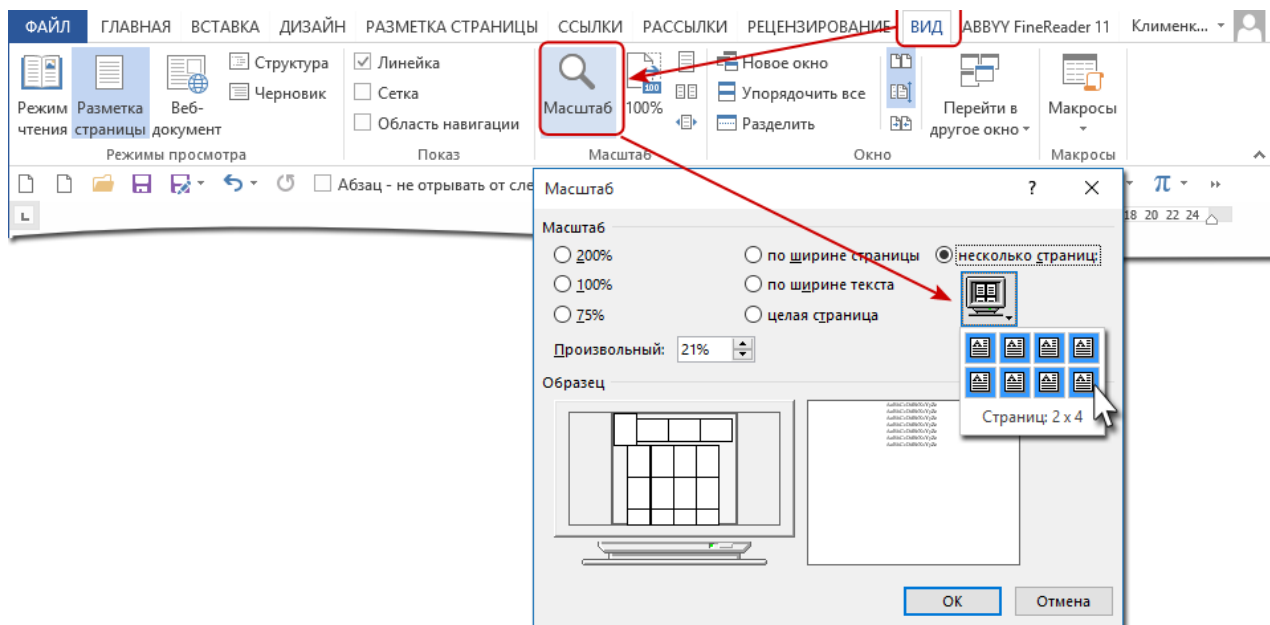 ФАЙЛ ГЛАВНАЯ ВСТАВКА ДИЗАЙН РАЗМЕТКА СТРАНИЦЫ ССЫЛКИ РАССЫЛКИ РЕЦЕНЗИРОВАНИЕ ВИД ABBYY FineReader 11 Клименк...
Режим чтения
Разметка страницы
Веб-документ
Структура
Черновик
Режимы просмотра
Линейка
Сетка
Область навигации
Показ
Масштаб
100
100%
Масштаб
Новое окно
Упорядочить все
Разделить
Перейти в
другое окно
Окно
Макросы
Макросы
Абзац - не отрывать от сле
π
18 20 22 24
Масштаб
?
Масштаб
200%
100%
75%
по ширине страницы
по ширине текста
целая страница
несколько страниц:
Произвольный: 21%
Страниц: 2 x 4
Образец
ОК
Отмена